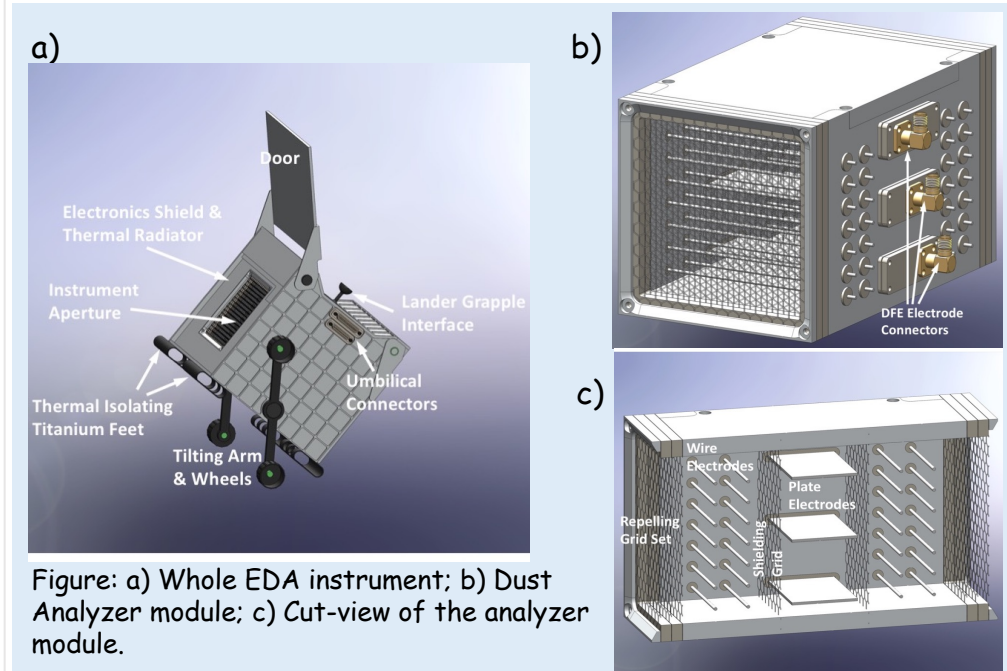 a)
Door
Electronics Shield &
Thermal Radiator
Instrument
Aperture
Lander Grapple
Interface
Umbilical
Connectors
Thermal Isolating
Titanium Feet
Tilting Arm
& Wheels
b)
DFE Electrode
Connectors
c)
Wire
Electrodes
Plate
Electrodes
Repelling
Grid Set
Shielding
Grid
Figure: a) Whole EDA instrument; b) Dust
Analyzer module; c) Cut-view of the analyzer
module.